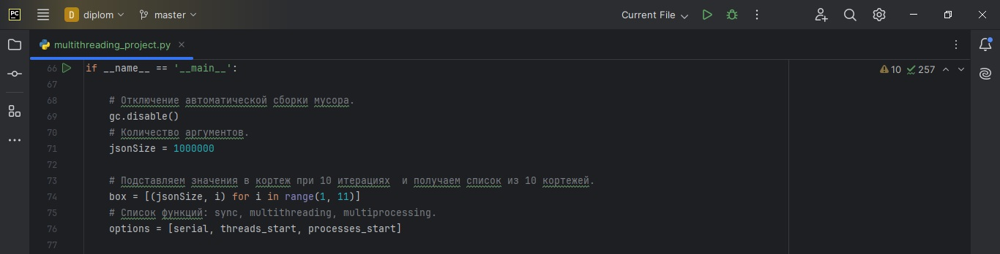 PC D diplom master Current File
multithreading_project.py
66 if __name__ == '__main__': 10 257
67
68 # Отключение автоматической сборки мусора.
69 gc.disable()
70 # Количество аргументов.
71 jsonSize = 1000000
72
73 # Подставляем значения в кортеж при 10 итерациях  и получаем список из 10 кортежей.
74 box = [(jsonSize, i) for i in range(1, 11)]
75 # Список функций: sync, multithreading, multiprocessing.
76 options = [serial, threads_start, processes_start]
77